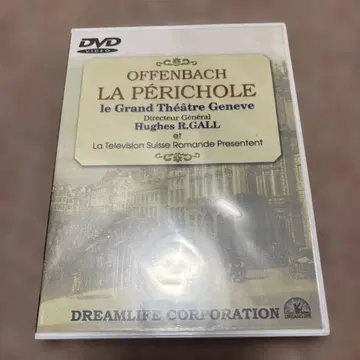 DVD
VIDEO
OFFENBACH
LA PÉRICHOLE
le Grand Théâtre Geneve
Directeur Général
Hughes R.GALL
et
La Television Suisse Romande Presentent
DREAMLIFE CORPORATION
DREAMLIFE